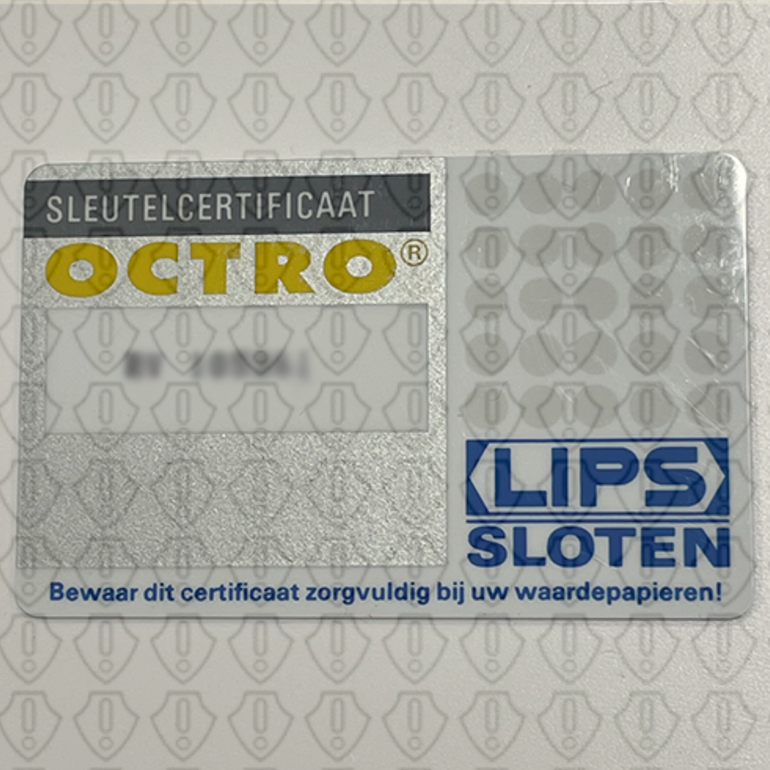 SLEUTELCERTIFICAAT
OCTRO®
LIPS
SLOTEN
Bewaar dit certificaat zorgvuldig bij uw waardepapieren!